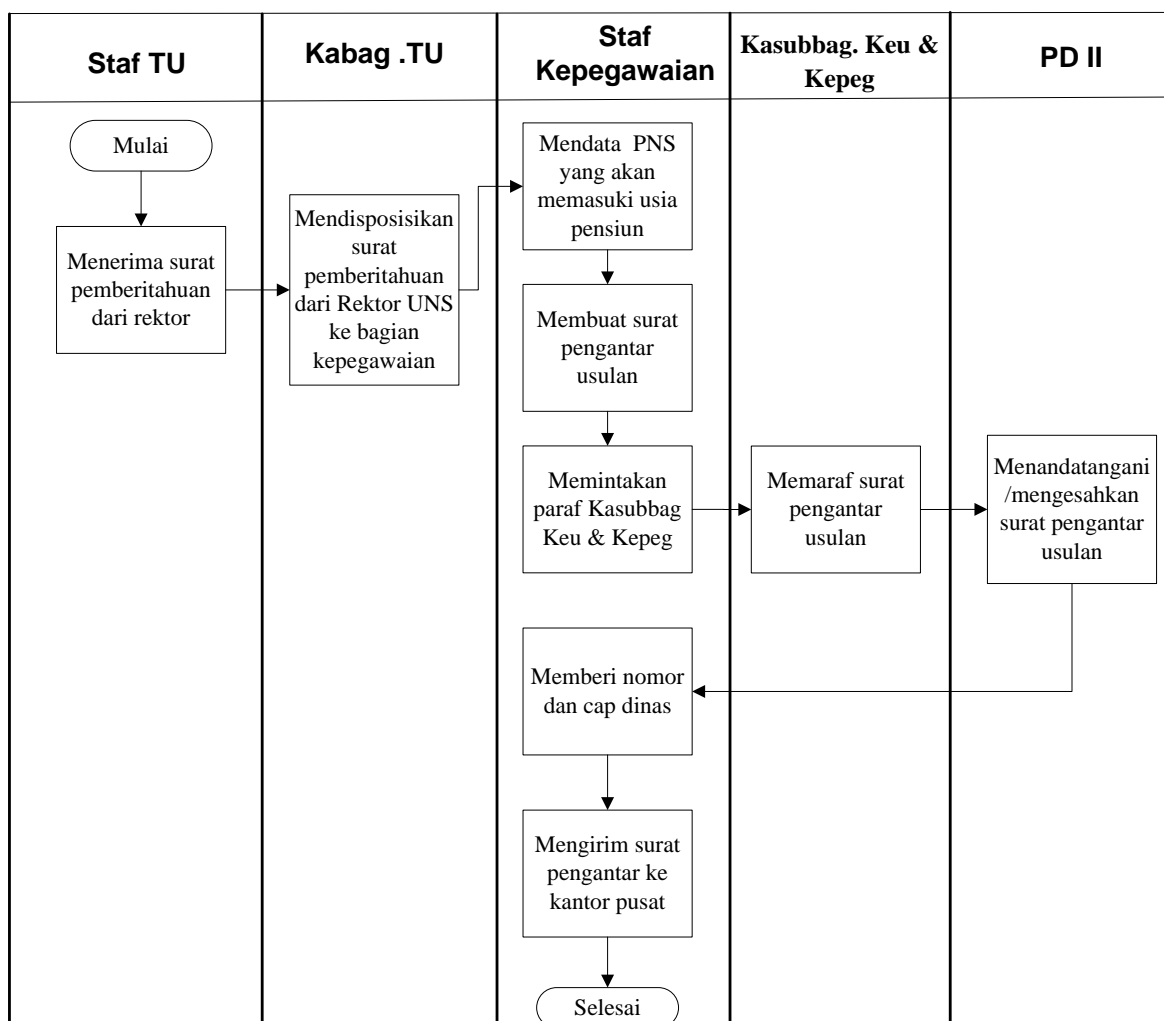 Staf TU
Kabag .TU
Staf
Kepegawaian
Kasubbag. Keu &
Kepeg
PD II
Mulai
Menerima surat
pemberitahuan
dari rektor
Mendisposisikan
surat
pemberitahuan
dari Rektor UNS
ke bagian
kepegawaian
Mendata PNS
yang akan
memasuki usia
pensiun
Membuat surat
pengantar
usulan
Memintakan
paraf Kasubbag
Keu & Kepeg
Memaraf surat
pengantar
usulan
Menandatangani
/mengesahkan
surat pengantar
usulan
Memberi nomor
dan cap dinas
Mengirim surat
pengantar ke
kantor pusat
Selesai